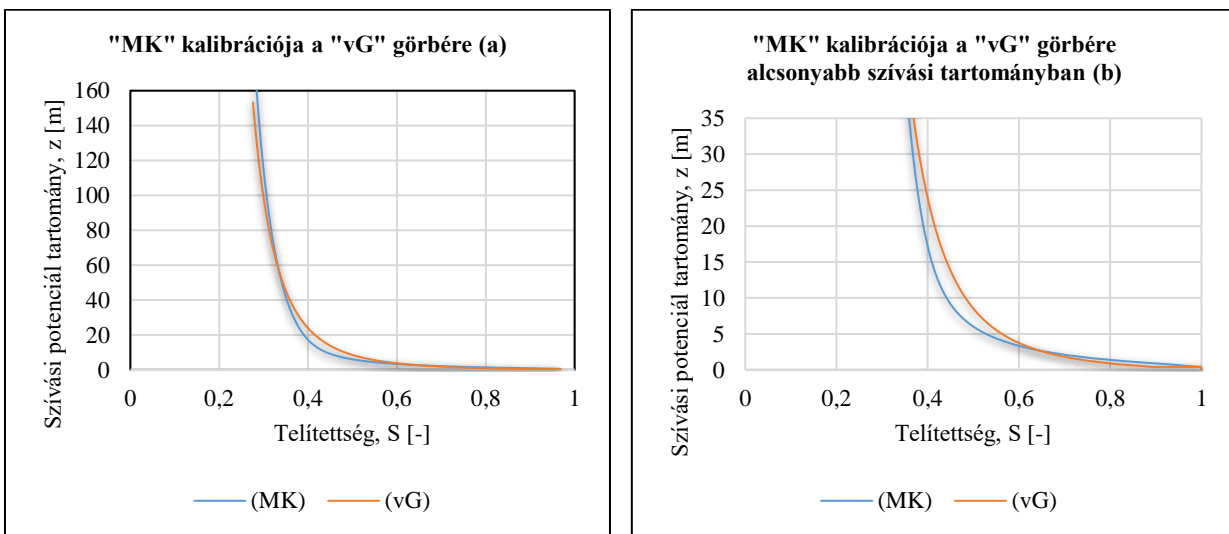 "MK" kalibrációja a "vG" görbére (a)
Szívási potenciál tartomány, z [m]
160
140
120
100
80
60
40
20
0
0 0,2 0,4 0,6 0,8 1
Telítettség, S [-]
(MK) (vG)
"MK" kalibrációja a "vG" görbére
alcsonyabb szívási tartományban (b)
Szívási potenciál tartomány, z [m]
35
30
25
20
15
10
5
0
0 0,2 0,4 0,6 0,8 1
Telítettség, S [-]
(MK) (vG)